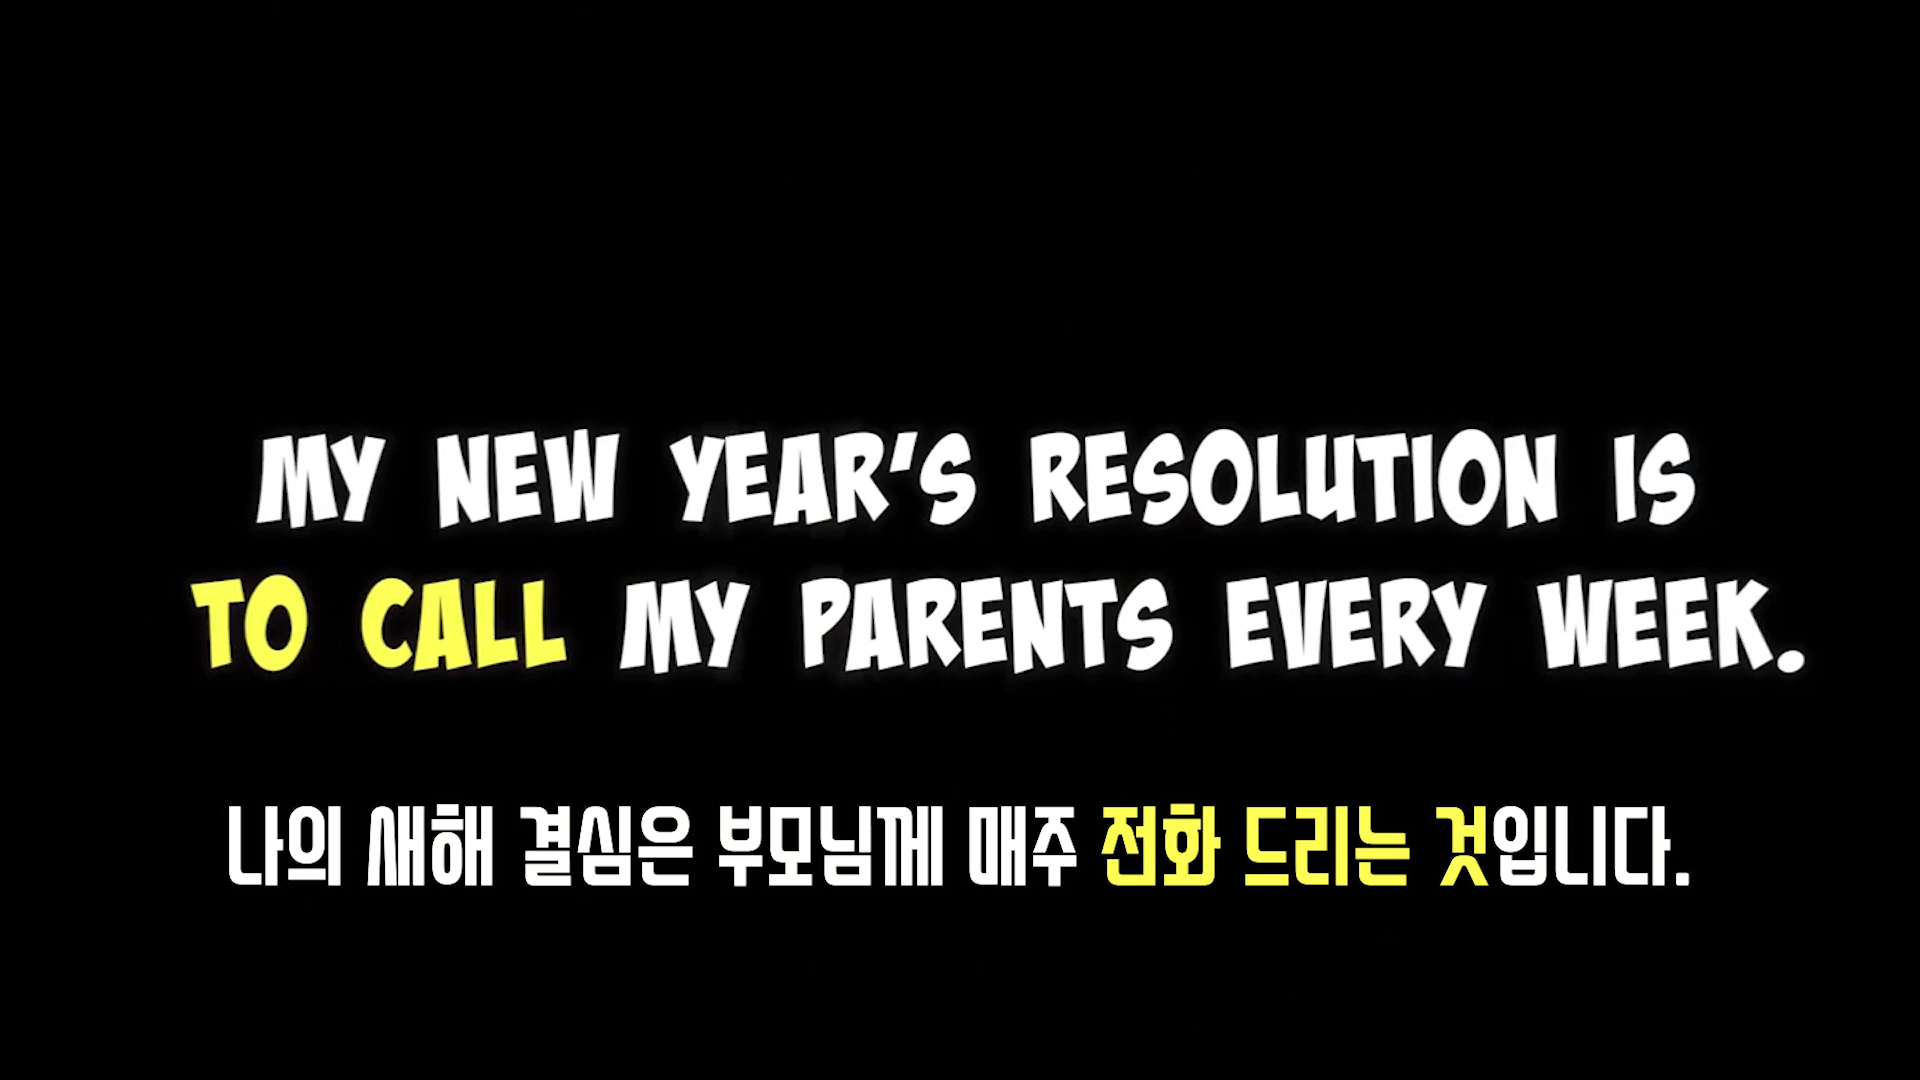 MY NEW YEAR'S RESOLUTION IS
TO CALL MY PARENTS EVERY WEEK.
나의 새해 결심은 부모님께 매주 전화 드리는 것입니다.